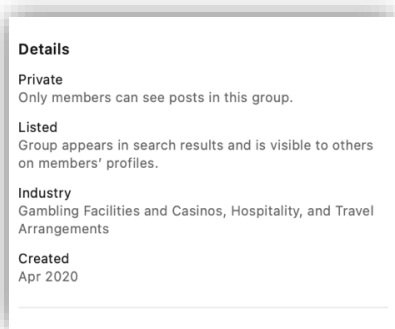 Details
Private
Only members can see posts in this group.
Listed
Group appears in search results and is visible to others
on members’ profiles.
Industry
Gambling Facilities and Casinos, Hospitality, and Travel
Arrangements
Created
Apr 2020